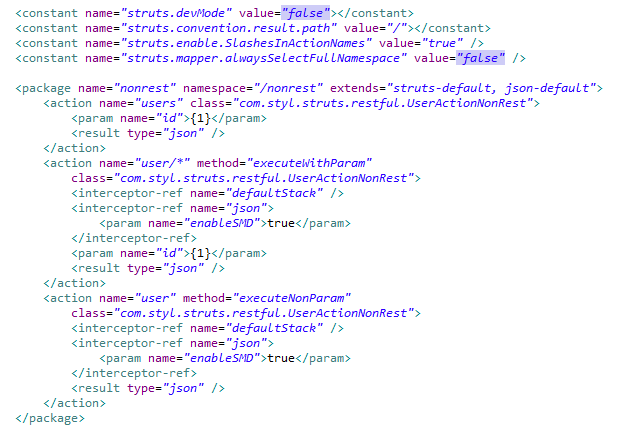 <constant name="struts.devMode" value="false"></constant>
<constant name="struts.convention.result.path" value="/"></constant>
<constant name="struts.enable.SlashesInActionNames" value="true" />
<constant name="struts.mapper.alwaysSelectFullNamespace" value="false" />
<package name="nonrest" namespace="/nonrest" extends="struts-default, json-default">
<action name="users" class="com.styl.struts.restful.UserActionNonRest">
<param name="id">{1}</param>
<result type="json" />
</action>
<action name="user/*" method="executeWithParam"
class="com.styl.struts.restful.UserActionNonRest">
<interceptor-ref name="defaultStack" />
<interceptor-ref name="json">
<param name="enableSMD">true</param>
</interceptor-ref>
<param name="id">{1}</param>
<result type="json" />
</action>
<action name="user" method="executeNonParam"
class="com.styl.struts.restful.UserActionNonRest">
<interceptor-ref name="defaultStack" />
<interceptor-ref name="json">
<param name="enableSMD">true</param>
</interceptor-ref>
<result type="json" />
</action>
</package>